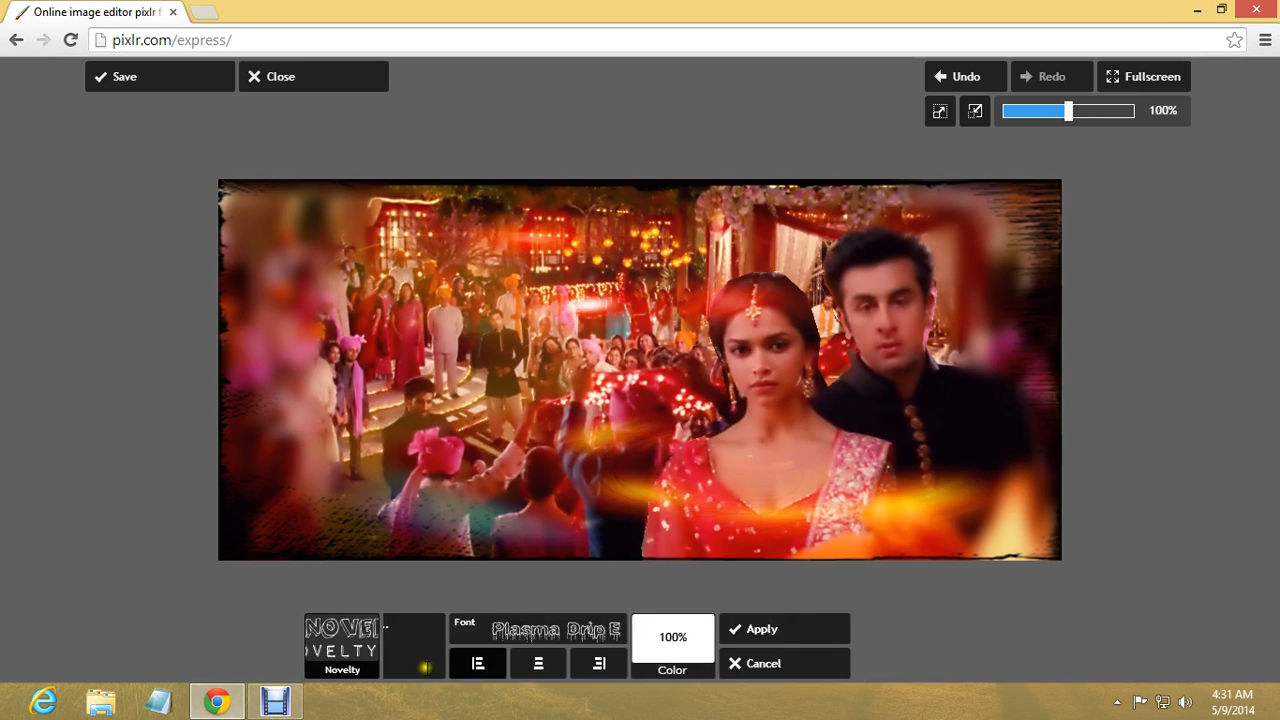 Online image editor pixlr f
pixlr.com/express/
Save
Close
Undo
Redo
Fullscreen
100%
NOVEL
NOVELTY
Novelty
Font
Plasma Drip E
100%
Color
Apply
Cancel
4:31 AM
5/9/2014